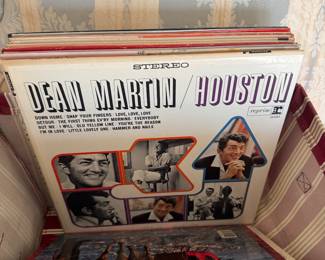 STEREO
DEAN MARTIN / HOUSTON
DOWN HOME · SNAP YOUR FINGERS · LOVE, LOVE, LOVE
DETOUR · THE FIRST THING EV'RY MORNING · EVERYBODY
BUT ME · I WILL · OLD YELLOW LINE · YOU'RE THE REASON
I'M IN LOVE · LITTLE LOVELY ONE · HAMMER AND NAILS
reprise